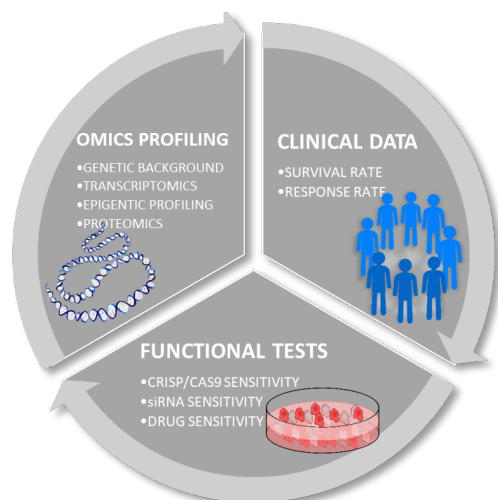 OMICS PROFILING
•GENETIC BACKGROUND
•TRANSCRIPTOMICS
•EPIGENTIC PROFILING
•PROTEOMICS
CLINICAL DATA
•SURVIVAL RATE
•RESPONSE RATE
FUNCTIONAL TESTS
•CRISP/CAS9 SENSITIVITY
•siRNA SENSITIVITY
•DRUG SENSITIVITY